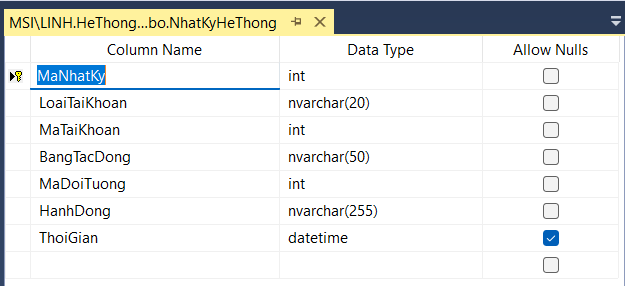 MSI\LINH.HeThong...bo.NhatKyHeThong
Column Name Data Type Allow Nulls
MaNhatKy int
LoaiTaiKhoan nvarchar(20)
MaTaiKhoan int
BangTacDong nvarchar(50)
MaDoiTuong int
HanhDong nvarchar(255)
ThoiGian datetime